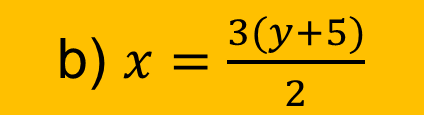 b) x = 3(y+5)/2